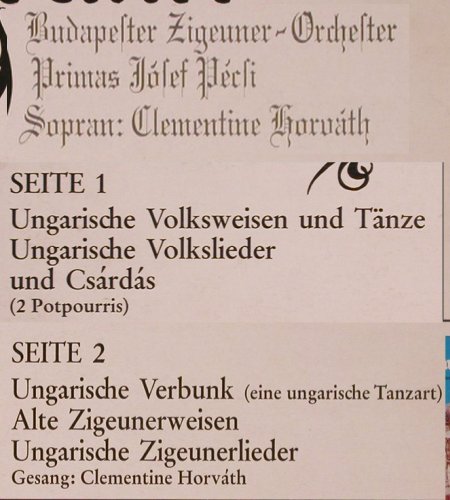 Budapester Zigeuner-Orchester
Primas Jósef Pécsi
Sopran: Clementine Horváth
SEITE 1
Ungarische Volksweisen und Tänze
Ungarische Volkslieder
und Csárdás
(2 Potpourris)
SEITE 2
Ungarische Verbunk (eine ungarische Tanzart)
Alte Zigeunerweisen
Ungarische Zigeunerlieder
Gesang: Clementine Horváth